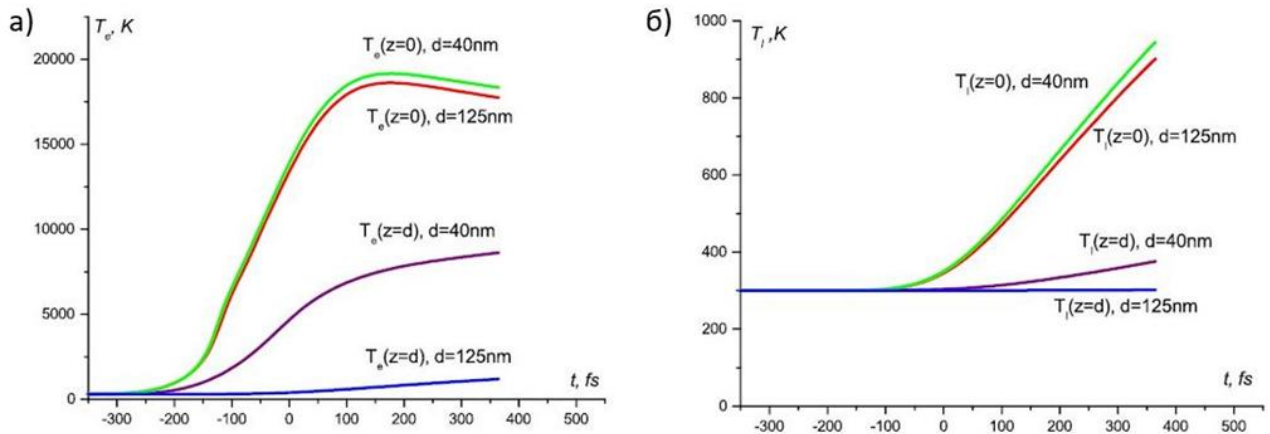 а)
T_e, K
20000
15000
10000
5000
0
T_e(z=0), d=40nm
T_e(z=0), d=125nm
T_e(z=d), d=40nm
T_e(z=d), d=125nm
t, fs
-300 -200 -100 0 100 200 300 400 500
б)
T_l, K
1000
800
600
400
200
0
T_l(z=0), d=40nm
T_l(z=0), d=125nm
T_l(z=d), d=40nm
T_l(z=d), d=125nm
t, fs
-300 -200 -100 0 100 200 300 400 500